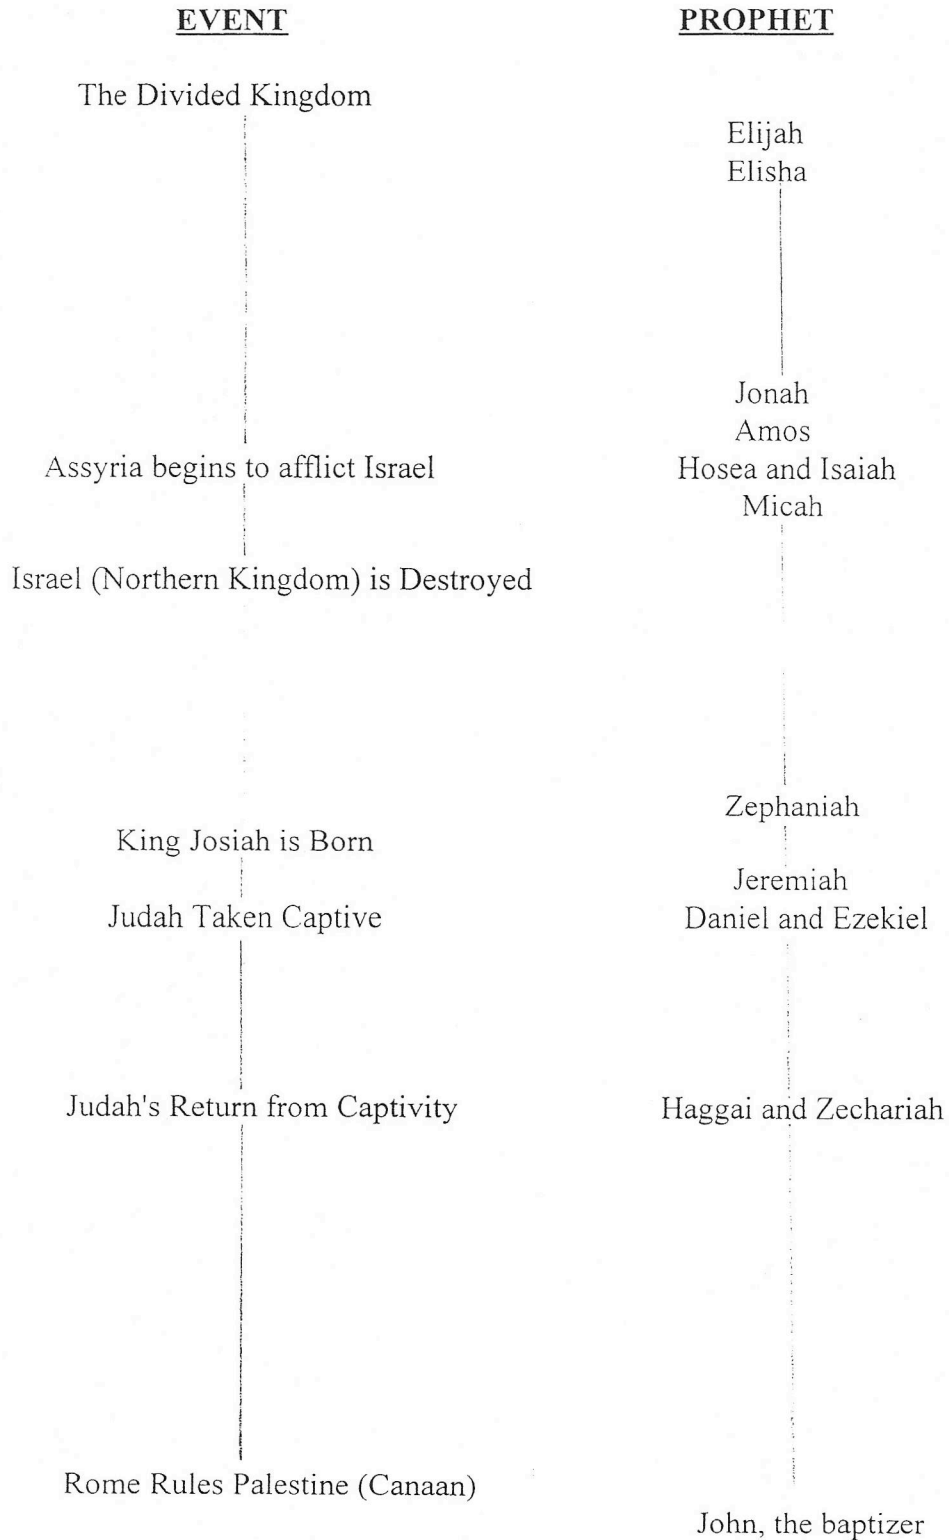 EVENT PROPHET
The Divided Kingdom
Elijah
Elisha
Jonah
Amos
Assyria begins to afflict Israel Hosea and Isaiah
Micah
Israel (Northern Kingdom) is Destroyed
Zephaniah
King Josiah is Born
Jeremiah
Judah Taken Captive Daniel and Ezekiel
Judah's Return from Captivity Haggai and Zechariah
Rome Rules Palestine (Canaan)
John, the baptizer